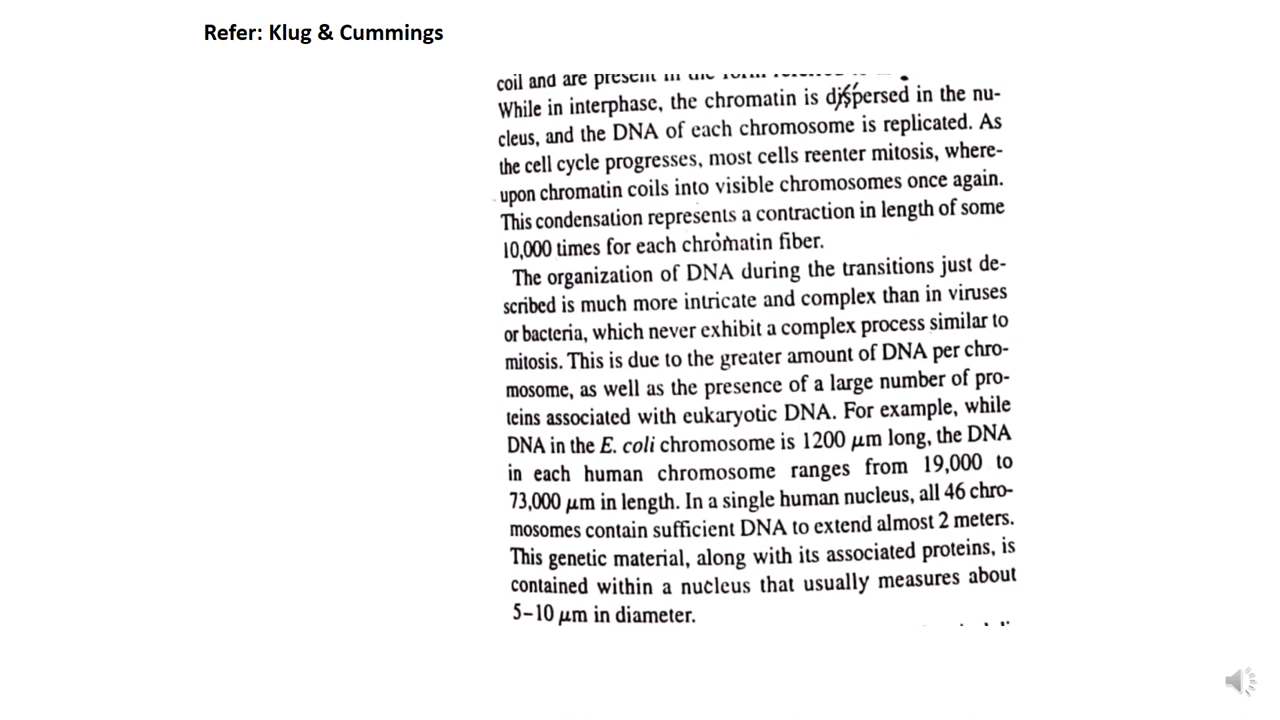 Refer: Klug & Cummings
coil and are present in the form referred to
While in interphase, the chromatin is dispersed in the nu-
cleus, and the DNA of each chromosome is replicated. As
the cell cycle progresses, most cells reenter mitosis, where-
upon chromatin coils into visible chromosomes once again.
This condensation represents a contraction in length of some
10,000 times for each chromatin fiber.
The organization of DNA during the transitions just de-
scribed is much more intricate and complex than in viruses
or bacteria, which never exhibit a complex process similar to
mitosis. This is due to the greater amount of DNA per chro-
mosome, as well as the presence of a large number of pro-
teins associated with eukaryotic DNA. For example, while
DNA in the E. coli chromosome is 1200 μm long, the DNA
in each human chromosome ranges from 19,000 to
73,000 μm in length. In a single human nucleus, all 46 chro-
mosomes contain sufficient DNA to extend almost 2 meters.
This genetic material, along with its associated proteins, is
contained within a nucleus that usually measures about
5–10 μm in diameter.